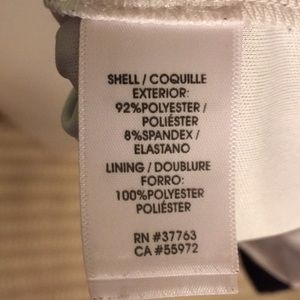 SHELL / COQUILLE
EXTERIOR:
92%POLYESTER /
POLIÉSTER
8%SPANDEX /
ELASTANO
LINING / DOUBLURE
FORRO:
100%POLYESTER
POLIÉSTER
RN #37763
CA #55972